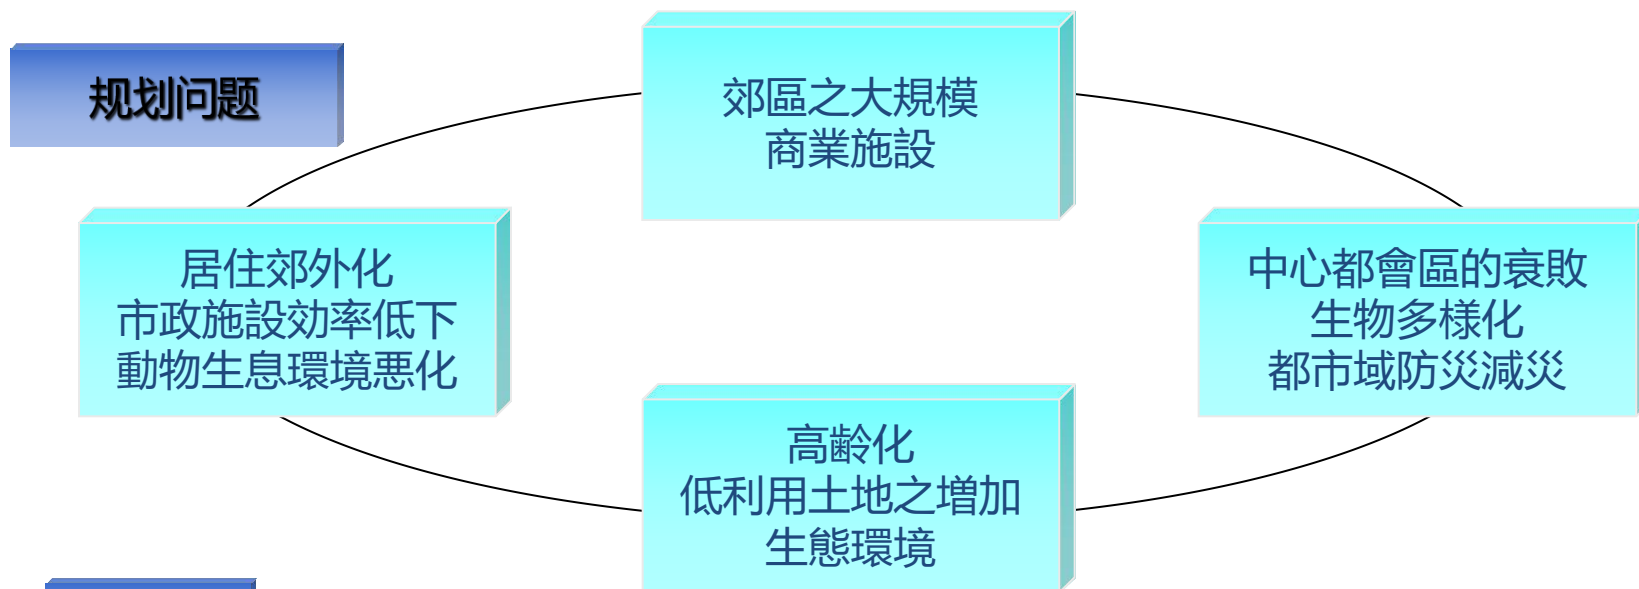 规划问题
郊區之大規模
商業施設
居住郊外化
市政施設効率低下
動物生息環境悪化
中心都會區的衰敗
生物多様化
都市域防災減災
高齢化
低利用土地之増加
生態環境